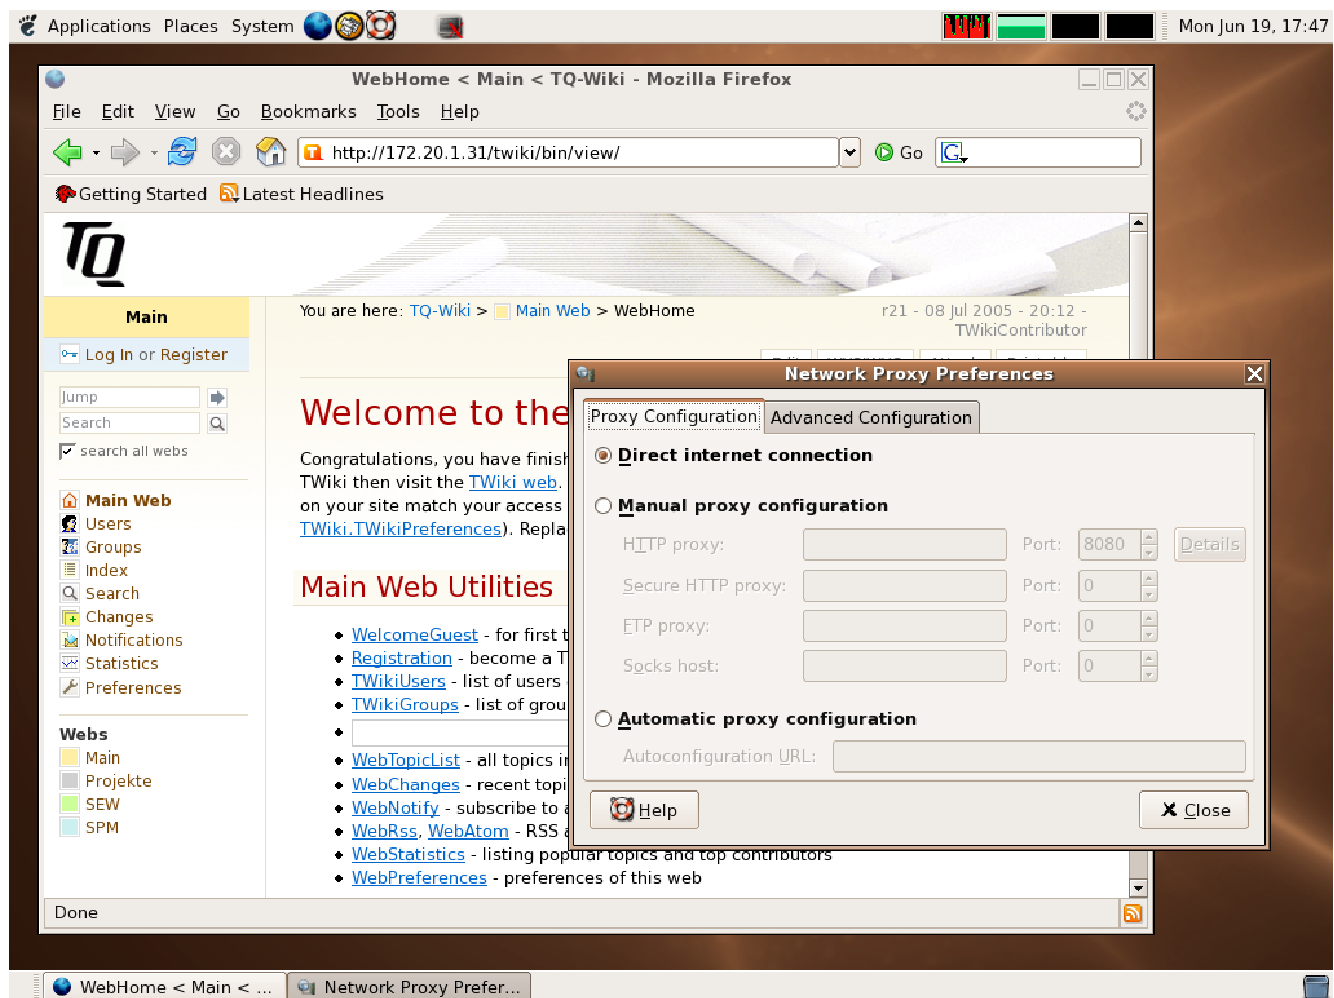 Applications Places System
Mon Jun 19, 17:47
WebHome < Main < TQ-Wiki - Mozilla Firefox
File Edit View Go Bookmarks Tools Help
http://172.20.1.31/twiki/bin/view/
Go
G
Getting Started
Latest Headlines
TQ
Main
Log In or Register
Jump
Search
search all webs
Main Web
Users
Groups
Index
Search
Changes
Notifications
Statistics
Preferences
Webs
Main
Projekte
SEW
SPM
You are here: TQ-Wiki > Main Web > WebHome
r21 - 08 Jul 2005 - 20:12 -
TWikiContributor
Welcome to the
Congratulations, you have finish
TWiki then visit the TWiki web.
on your site match your access
TWiki.TWikiPreferences). Repla
Main Web Utilities
WelcomeGuest - for first t
Registration - become a T
TWikiUsers - list of users
TWikiGroups - list of grou
WebTopicList - all topics i
WebChanges - recent topi
WebNotify - subscribe to a
WebRss, WebAtom - RSS a
WebStatistics - listing popular topics and top contributors
WebPreferences - preferences of this web
Done
Network Proxy Preferences
Proxy Configuration
Advanced Configuration
Direct internet connection
Manual proxy configuration
HTTP proxy: Port: 8080 Details
Secure HTTP proxy: Port: 0
FTP proxy: Port: 0
Socks host: Port: 0
Automatic proxy configuration
Autoconfiguration URL:
Help
Close
WebHome < Main < ...
Network Proxy Prefer...